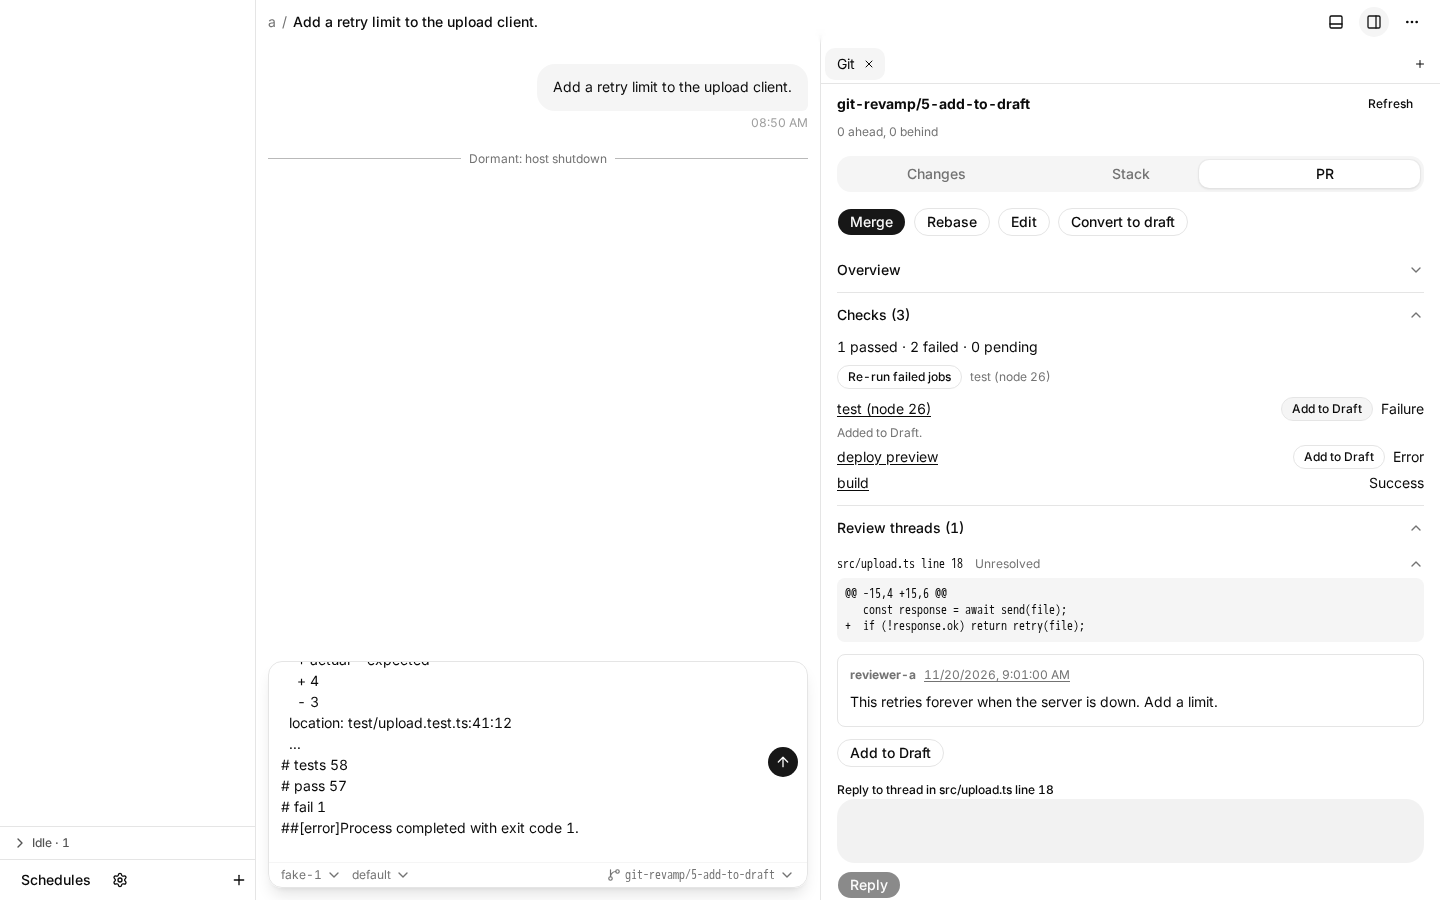 a / Add a retry limit to the upload client.
Add a retry limit to the upload client.
08:50 AM
Dormant: host shutdown
+ 4
- 3
location: test/upload.test.ts:41:12
...
# tests 58
# pass 57
# fail 1
##[error]Process completed with exit code 1.
fake-1 default git-revamp/5-add-to-draft
Idle · 1
Schedules
Git
git-revamp/5-add-to-draft Refresh
0 ahead, 0 behind
Changes Stack PR
Merge Rebase Edit Convert to draft
Overview
Checks (3)
1 passed · 2 failed · 0 pending
Re-run failed jobs test (node 26)
test (node 26) Add to Draft Failure
Added to Draft.
deploy preview Add to Draft Error
build Success
Review threads (1)
src/upload.ts line 18 Unresolved
@@ -15,4 +15,6 @@
const response = await send(file);
+ if (!response.ok) return retry(file);
reviewer-a 11/20/2026, 9:01:00 AM
This retries forever when the server is down. Add a limit.
Add to Draft
Reply to thread in src/upload.ts line 18
Reply